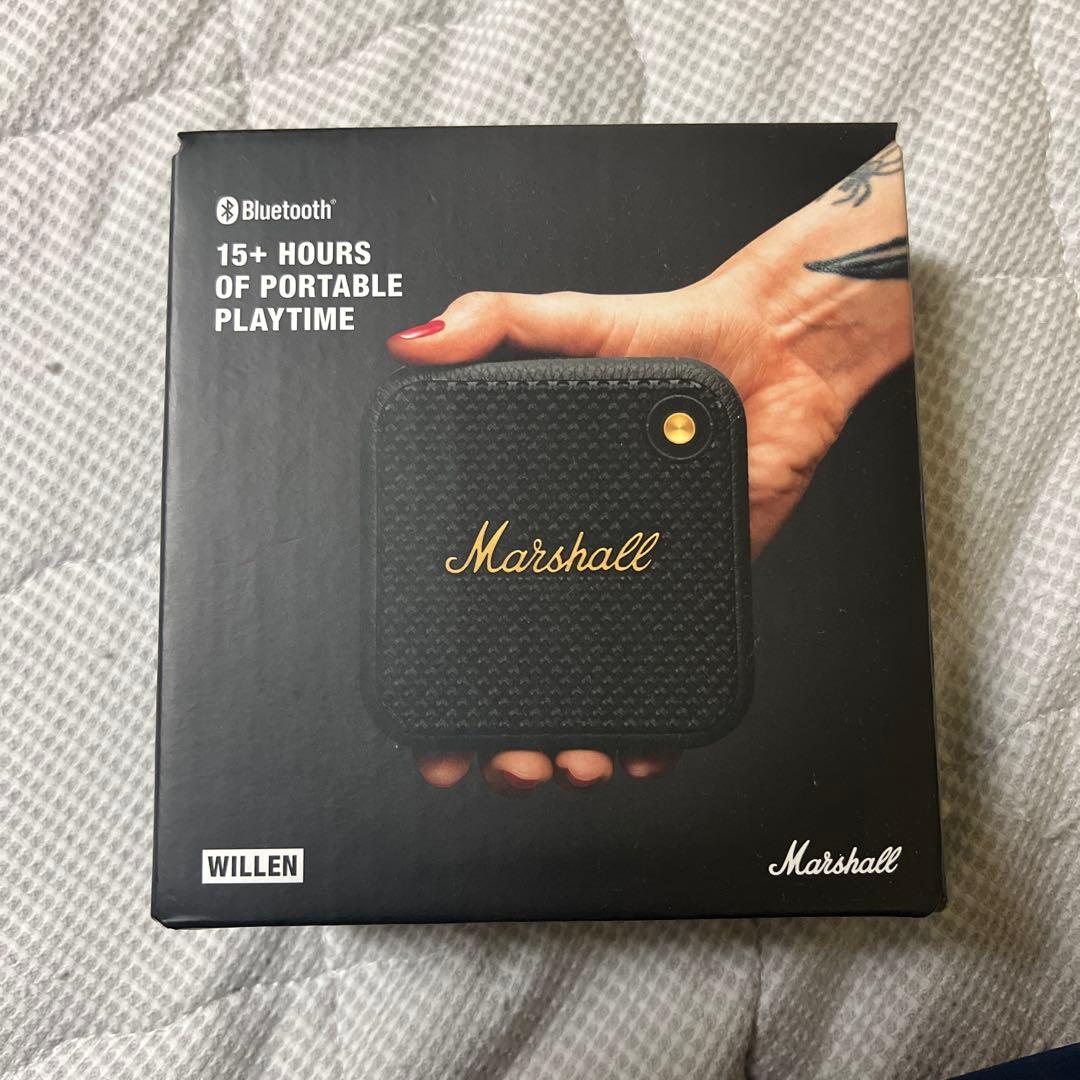 Bluetooth®
15+ HOURS
OF PORTABLE
PLAYTIME
Marshall
WILLEN
Marshall